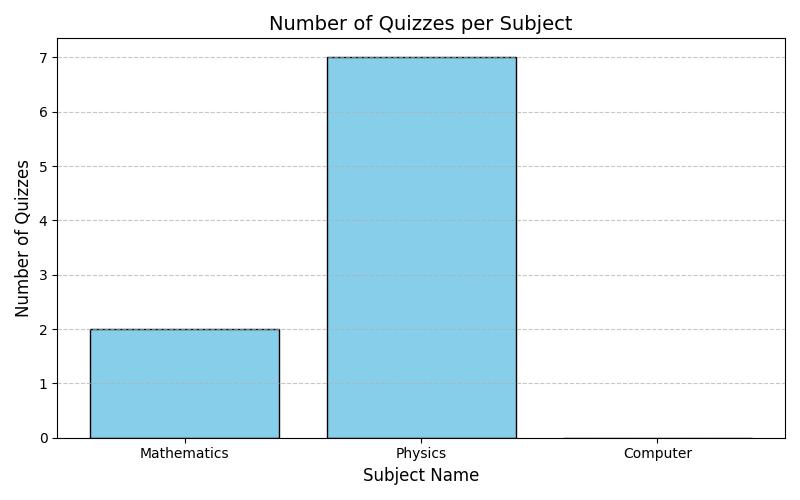 Number of Quizzes per Subject
Number of Quizzes
7
6
5
4
3
2
1
0
Mathematics Physics Computer
Subject Name